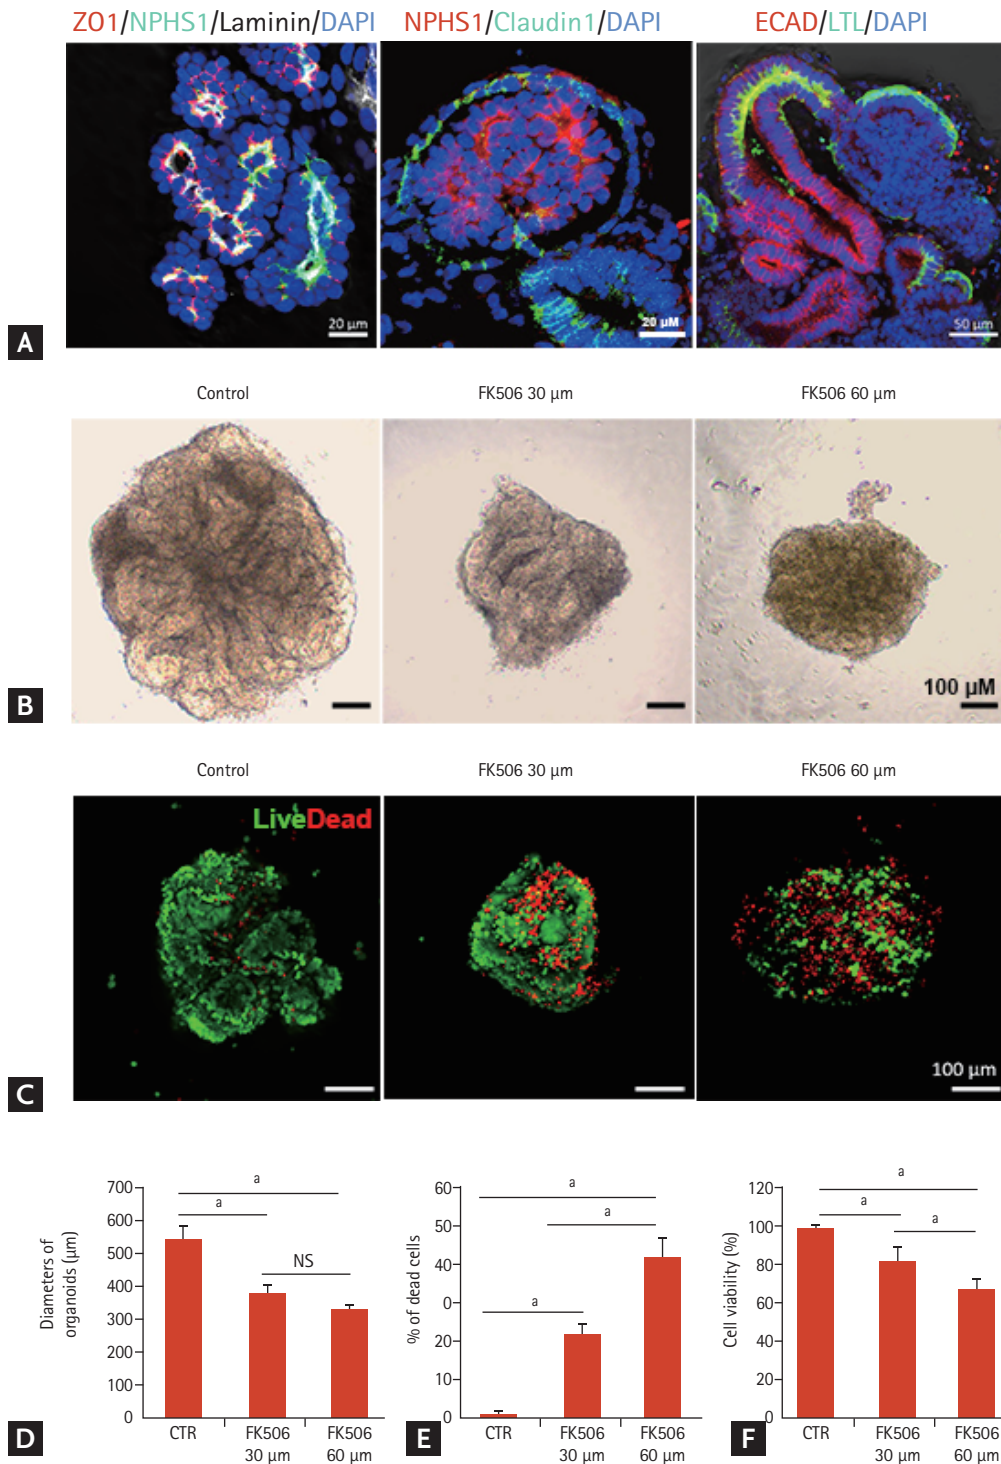 ZO1/NPHS1/Laminin/DAPI
NPHS1/Claudin1/DAPI
ECAD/LTL/DAPI
20 µm
20 µM
50 µm
A
Control
FK506 30 µm
FK506 60 µm
100 µM
B
Control
FK506 30 µm
FK506 60 µm
LiveDead
100 µm
C
Diameters of
organoids (µm)
700
600
500
400
300
200
100
0
a
a
NS
CTR
FK506
30 µm
FK506
60 µm
D
% of dead cells
60
50
40
0
20
10
0
a
a
a
CTR
FK506
30 µm
FK506
60 µm
E
Cell viability (%)
120
100
80
60
40
20
0
a
a
a
CTR
FK506
30 µm
FK506
60 µm
F